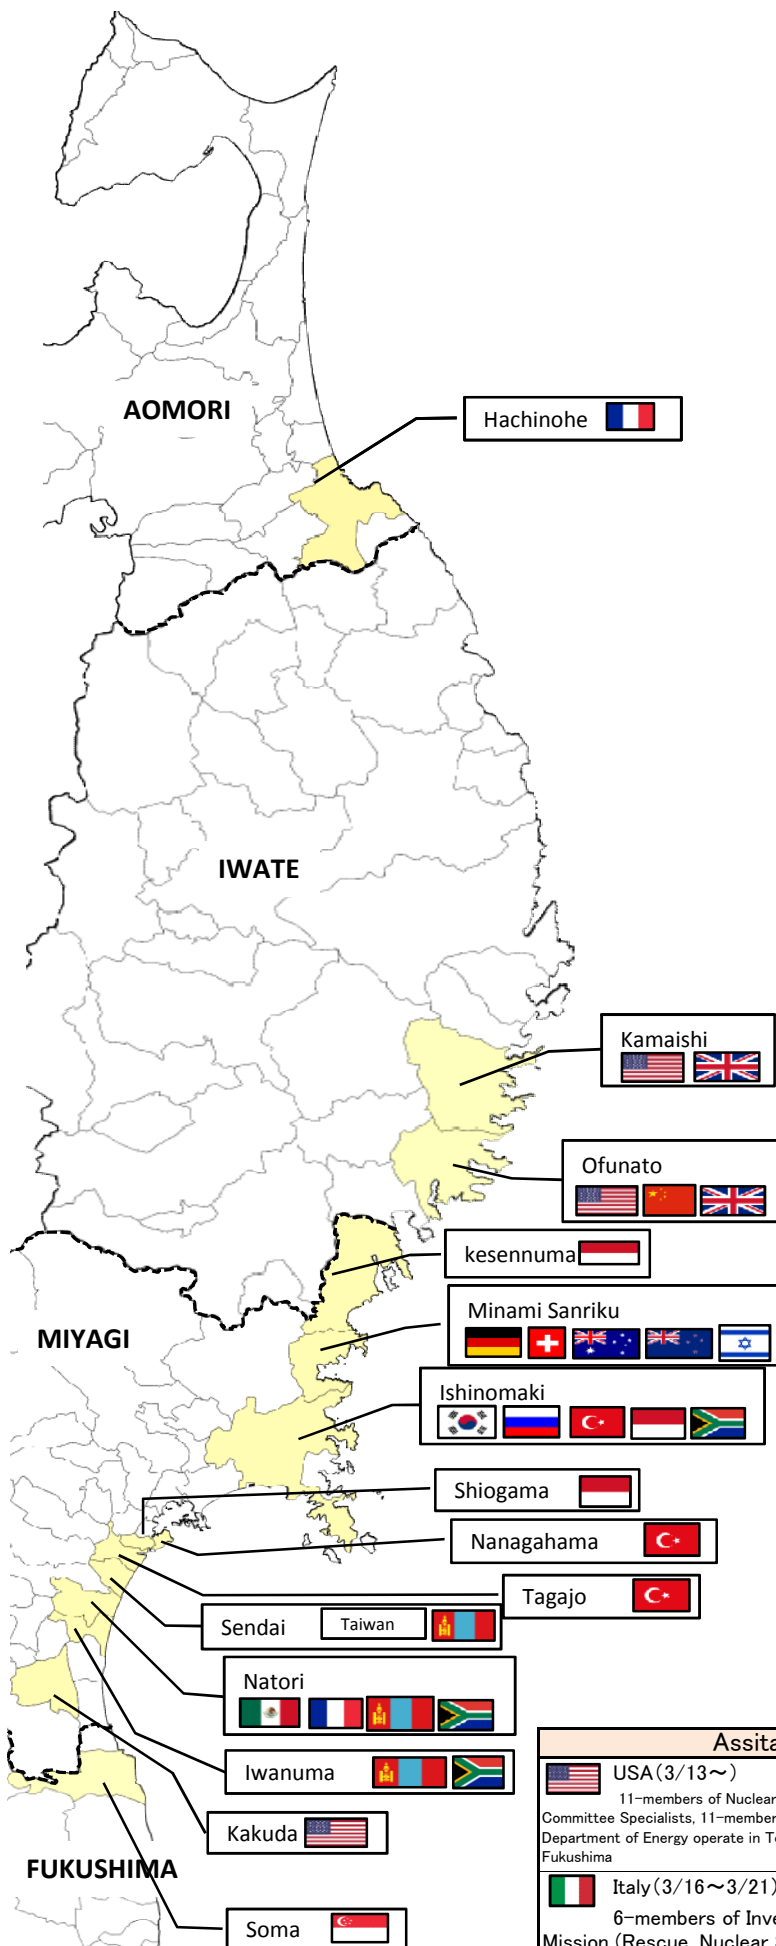 AOMORI
Hachinohe
IWATE
Kamaishi
Ofunato
kesennuma
MIYAGI
Minami Sanriku
Ishinomaki
Shiogama
Nanagahama
Tagajo
Sendai Taiwan
Natori
Iwanuma
Kakuda
FUKUSHIMA
Soma
Assita
USA(3/13～)
11-members of Nuclear
Committee Specialists, 11-member
Department of Energy operate in To
Fukushima
Italy(3/16～3/21)
6-members of Inve
Mission (Rescue, Nuclear